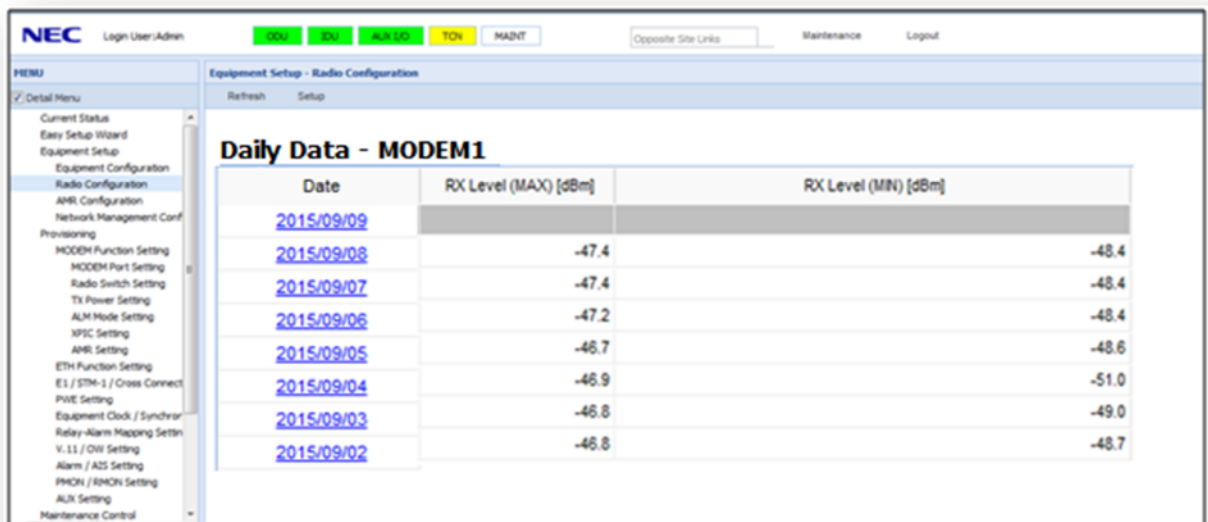 NEC Login User:Admin ODU IDU AUX I/O TCN MAINT Opposite Site Links Maintenance Logout
MENU
Detail Menu
Current Status
Easy Setup Wizard
Equipment Setup
Equipment Configuration
Radio Configuration
AMR Configuration
Network Management Conf
Provisioning
MODEM Function Setting
MODEM Port Setting
Radio Switch Setting
TX Power Setting
ALM Mode Setting
XPIC Setting
AMR Setting
ETH Function Setting
E1 / STM-1 / Cross Connect
PWE Setting
Equipment Clock / Synchror
Relay-Alarm Mapping Settin
V.11 / OW Setting
Alarm / AIS Setting
PMON / RMON Setting
AUX Setting
Maintenance Control
Equipment Setup - Radio Configuration
Refresh Setup
Daily Data - MODEM1
Date RX Level (MAX) [dBm] RX Level (MIN) [dBm]
2015/09/09
2015/09/08 -47.4 -48.4
2015/09/07 -47.4 -48.4
2015/09/06 -47.2 -48.4
2015/09/05 -46.7 -48.6
2015/09/04 -46.9 -51.0
2015/09/03 -46.8 -49.0
2015/09/02 -46.8 -48.7